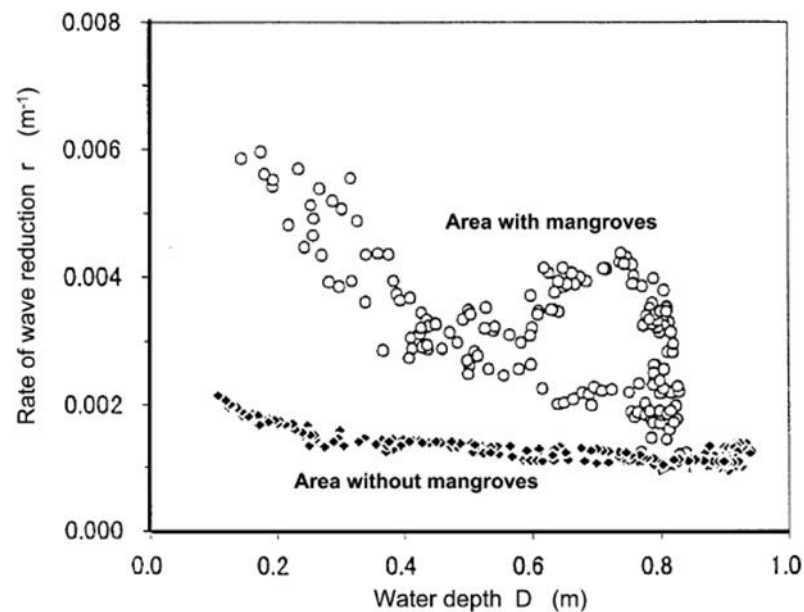 0.008
0.006
0.004
0.002
0.000
Rate of wave reduction r (m⁻¹)
Area with mangroves
Area without mangroves
0.0 0.2 0.4 0.6 0.8 1.0
Water depth D (m)